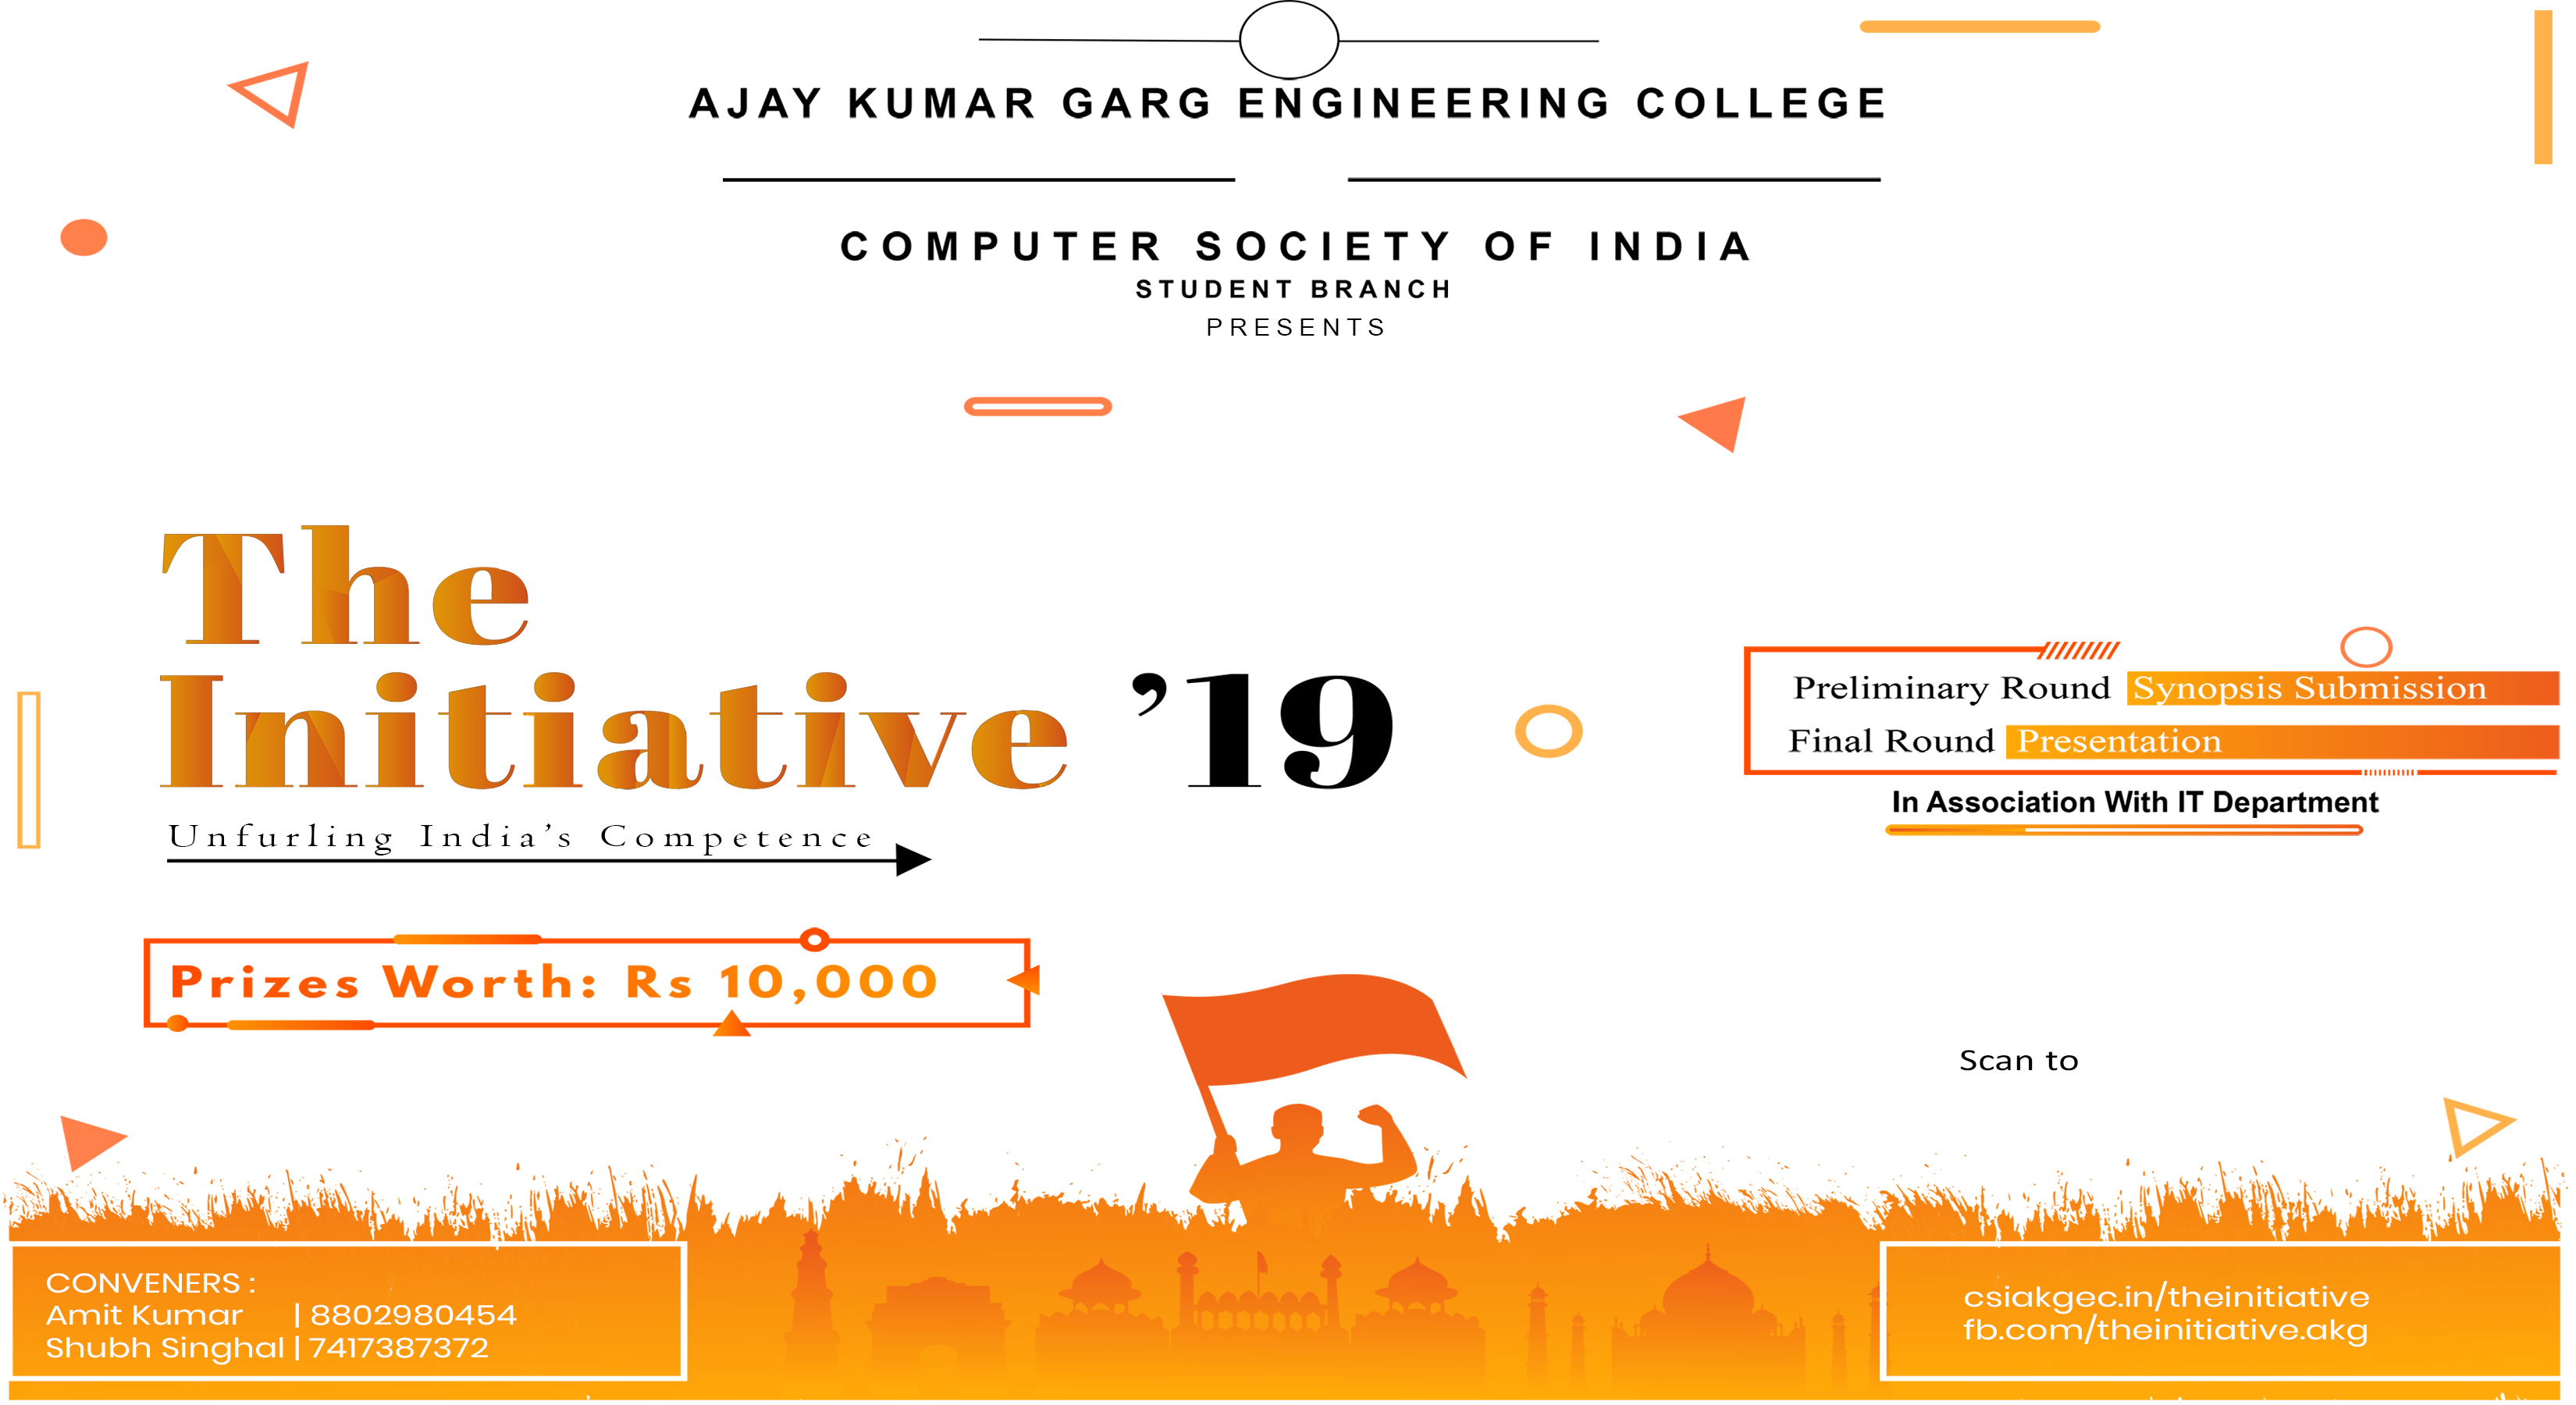 AJAY KUMAR GARG ENGINEERING COLLEGE
COMPUTER SOCIETY OF INDIA
STUDENT BRANCH
PRESENTS
The
Initiative ’19
Unfurling India’s Competence
Prizes Worth: Rs 10,000
Preliminary Round Synopsis Submission
Final Round Presentation
In Association With IT Department
Scan to
CONVENERS :
Amit Kumar | 8802980454
Shubh Singhal | 7417387372
csiakgec.in/theinitiative
fb.com/theinitiative.akg